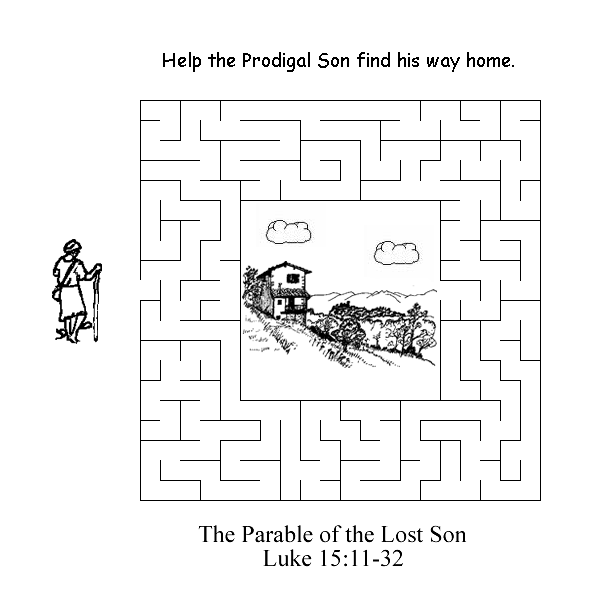 Help the Prodigal Son find his way home.
The Parable of the Lost Son
Luke 15:11-32